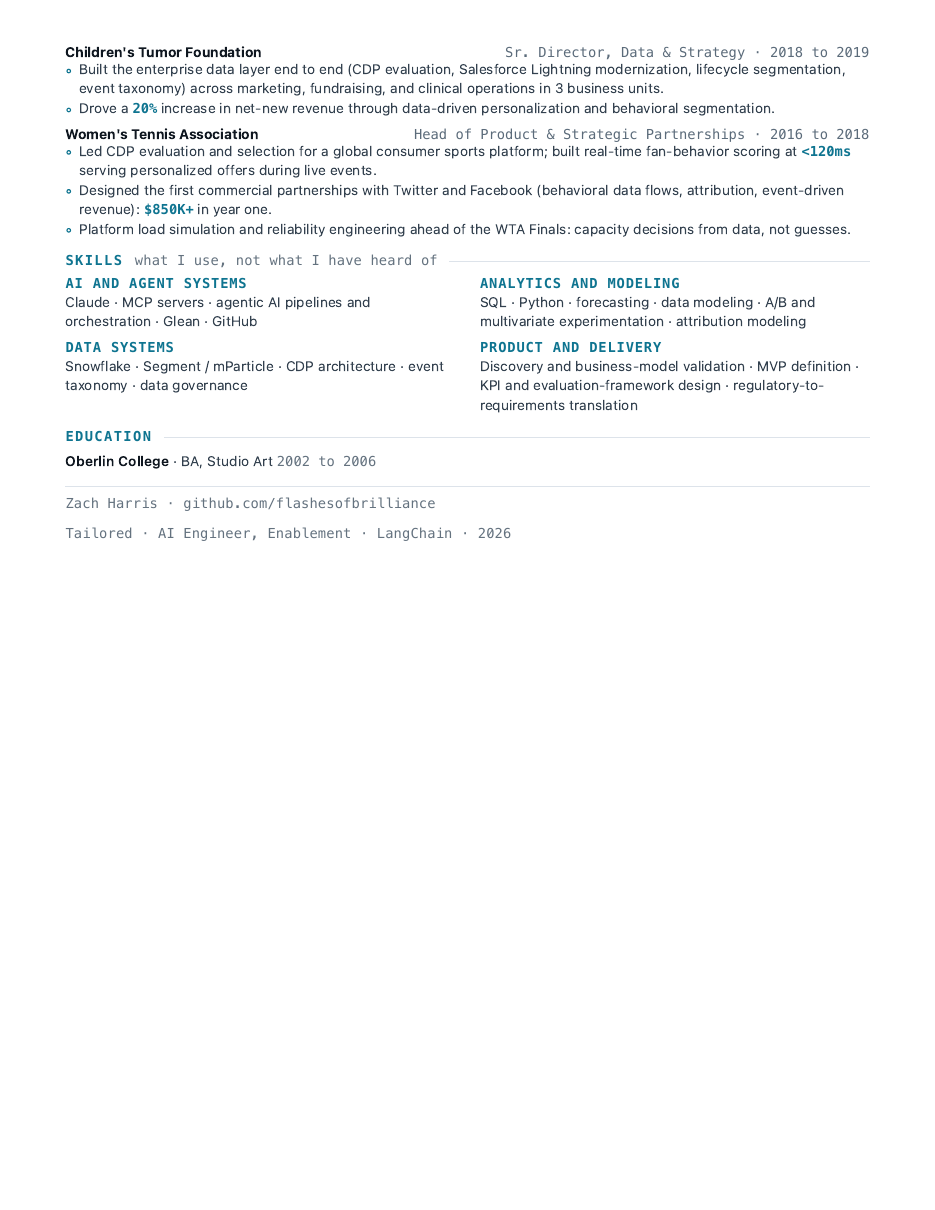 Children's Tumor Foundation Sr. Director, Data & Strategy · 2018 to 2019
Built the enterprise data layer end to end (CDP evaluation, Salesforce Lightning modernization, lifecycle segmentation,
event taxonomy) across marketing, fundraising, and clinical operations in 3 business units.
Drove a 20% increase in net-new revenue through data-driven personalization and behavioral segmentation.
Women's Tennis Association Head of Product & Strategic Partnerships · 2016 to 2018
Led CDP evaluation and selection for a global consumer sports platform; built real-time fan-behavior scoring at <120ms
serving personalized offers during live events.
Designed the first commercial partnerships with Twitter and Facebook (behavioral data flows, attribution, event-driven
revenue): $850K+ in year one.
Platform load simulation and reliability engineering ahead of the WTA Finals: capacity decisions from data, not guesses.
SKILLS what I use, not what I have heard of
AI AND AGENT SYSTEMS
Claude · MCP servers · agentic AI pipelines and
orchestration · Glean · GitHub
ANALYTICS AND MODELING
SQL · Python · forecasting · data modeling · A/B and
multivariate experimentation · attribution modeling
DATA SYSTEMS
Snowflake · Segment / mParticle · CDP architecture · event
taxonomy · data governance
PRODUCT AND DELIVERY
Discovery and business-model validation · MVP definition ·
KPI and evaluation-framework design · regulatory-to-
requirements translation
EDUCATION
Oberlin College · BA, Studio Art 2002 to 2006
Zach Harris · github.com/flashesofbrilliance
Tailored · AI Engineer, Enablement · LangChain · 2026